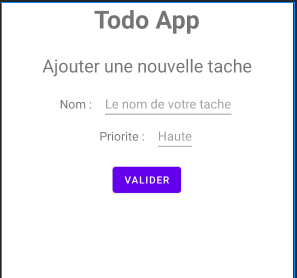 Todo App
Ajouter une nouvelle tache
Nom : Le nom de votre tache
Priorite : Haute
VALIDER